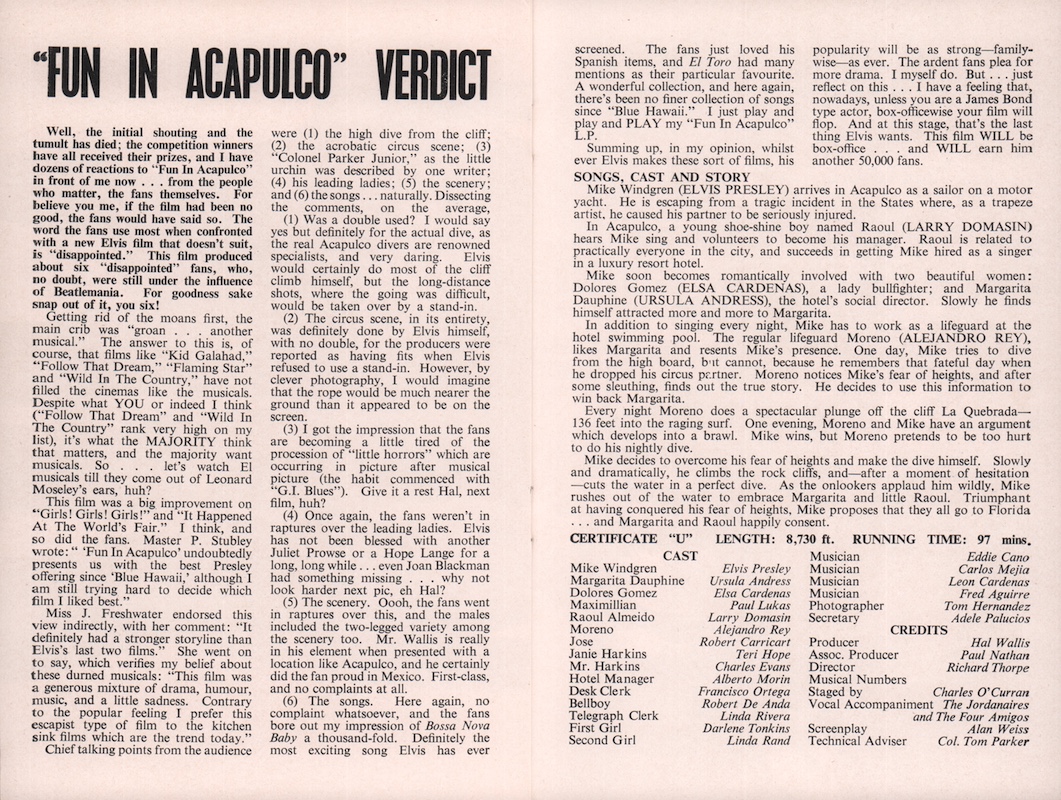 “FUN IN ACAPULCO” VERDICT
Well, the initial shouting and the
tumult has died; the competition winners
have all received their prizes, and I have
dozens of reactions to “Fun In Acapulco”
in front of me now . . . from the people
who matter, the fans themselves. For
believe you me, if the film had been no
good, the fans would have said so. The
word the fans use most when confronted
with a new Elvis film that doesn’t suit,
is “disappointed.” This film produced
about six “disappointed” fans, who,
no doubt, were still under the influence
of Beatlemania. For goodness sake
snap out of it, you six!
Getting rid of the moans first, the
main crib was “groan . . . another
musical.” The answer to this is, of
course, that films like “Kid Galahad,”
“Follow That Dream,” “Flaming Star”
and “Wild In The Country,” have not
filled the cinemas like the musicals.
Despite what YOU or indeed I think
(“Follow That Dream” and “Wild In
The Country” rank very high on my
list), it’s what the MAJORITY think
that matters, and the majority want
musicals. So . . . let’s watch El
musicals till they come out of Leonard
Moseley’s ears, huh?
This film was a big improvement on
“Girls! Girls! Girls!” and “It Happened
At The World’s Fair.” I think, and
so did the fans. Master P. Stubley
wrote: “ ‘Fun In Acapulco’ undoubtedly
presents us with the best Presley
offering since ‘Blue Hawaii,’ although I
am still trying hard to decide which
film I liked best.”
Miss J. Freshwater endorsed this
view indirectly, with her comment: “It
definitely had a stronger storyline than
Elvis’s last two films.” She went on
to say, which verifies my belief about
these durned musicals: “This film was
a generous mixture of drama, humour,
music, and a little sadness. Contrary
to the popular feeling I prefer this
escapist type of film to the kitchen
sink films which are the trend today.”
Chief talking points from the audience
were (1) the high dive from the cliff;
(2) the acrobatic circus scene; (3)
“Colonel Parker Junior,” as the little
urchin was described by one writer;
(4) his leading ladies; (5) the scenery;
and (6) the songs . . . naturally. Dissecting
the comments, on the average,
(1) Was a double used? I would say
yes but definitely for the actual dive, as
the real Acapulco divers are renowned
specialists, and very daring. Elvis
would certainly do most of the cliff
climb himself, but the long-distance
shots, where the going was difficult,
would be taken over by a stand-in.
(2) The circus scene, in its entirety,
was definitely done by Elvis himself,
with no double, for the producers were
reported as having fits when Elvis
refused to use a stand-in. However, by
clever photography, I would imagine
that the rope would be much nearer the
ground than it appeared to be on the
screen.
(3) I got the impression that the fans
are becoming a little tired of the
procession of “little horrors” which are
occurring in picture after musical
picture (the habit commenced with
“G.I. Blues”). Give it a rest Hal, next
film, huh?
(4) Once again, the fans weren’t in
raptures over the leading ladies. Elvis
has not been blessed with another
Juliet Prowse or a Hope Lange for a
long, long while . . . even Joan Blackman
had something missing . . . why not
look harder next pic, eh Hal?
(5) The scenery. Oooh, the fans went
in raptures over this, and the males
included the two-legged variety among
the scenery too. Mr. Wallis is really
in his element when presented with a
location like Acapulco, and he certainly
did the fan proud in Mexico. First-class,
and no complaints at all.
(6) The songs. Here again, no
complaint whatsoever, and the fans
bore out my impression of Bossa Nova
Baby a thousand-fold. Definitely the
most exciting song Elvis has ever
screened. The fans just loved his
Spanish items, and El Toro had many
mentions as their particular favourite.
A wonderful collection, and here again,
there’s been no finer collection of songs
since “Blue Hawaii.” I just play and
play and PLAY my “Fun In Acapulco”
L.P.
Summing up, in my opinion, whilst
ever Elvis makes these sort of films, his
popularity will be as strong—family-
wise—as ever. The ardent fans plea for
more drama. I myself do. But . . . just
reflect on this . . . I have a feeling that,
nowadays, unless you are a James Bond
type actor, box-officewise your film will
flop. And at this stage, that’s the last
thing Elvis wants. This film WILL be
box-office . . . and WILL earn him
another 50,000 fans.
SONGS, CAST AND STORY
Mike Windgren (ELVIS PRESLEY) arrives in Acapulco as a sailor on a motor
yacht. He is escaping from a tragic incident in the States where, as a trapeze
artist, he caused his partner to be seriously injured.
In Acapulco, a young shoe-shine boy named Raoul (LARRY DOMASIN)
hears Mike sing and volunteers to become his manager. Raoul is related to
practically everyone in the city, and succeeds in getting Mike hired as a singer
in a luxury resort hotel.
Mike soon becomes romantically involved with two beautiful women:
Dolores Gomez (ELSA CARDENAS), a lady bullfighter; and Margarita
Dauphine (URSULA ANDRESS), the hotel’s social director. Slowly he finds
himself attracted more and more to Margarita.
In addition to singing every night, Mike has to work as a lifeguard at the
hotel swimming pool. The regular lifeguard Moreno (ALEJANDRO REY),
likes Margarita and resents Mike’s presence. One day, Mike tries to dive
from the high board, but cannot, because he remembers that fateful day when
he dropped his circus partner. Moreno notices Mike’s fear of heights, and after
some sleuthing, finds out the true story. He decides to use this information to
win back Margarita.
Every night Moreno does a spectacular plunge off the cliff La Quebrada—
136 feet into the raging surf. One evening, Moreno and Mike have an argument
which develops into a brawl. Mike wins, but Moreno pretends to be too hurt
to do his nightly dive.
Mike decides to overcome his fear of heights and make the dive himself. Slowly
and dramatically, he climbs the rock cliffs, and—after a moment of hesitation
—cuts the water in a perfect dive. As the onlookers applaud him wildly, Mike
rushes out of the water to embrace Margarita and little Raoul. Triumphant
at having conquered his fear of heights, Mike proposes that they all go to Florida
. . . and Margarita and Raoul happily consent.
CERTIFICATE “U” LENGTH: 8,730 ft. RUNNING TIME: 97 mins.
CAST
Mike Windgren Elvis Presley
Margarita Dauphine Ursula Andress
Dolores Gomez Elsa Cardenas
Maximillian Paul Lukas
Raoul Almeido Larry Domasin
Moreno Alejandro Rey
Jose Robert Carricart
Janie Harkins Teri Hope
Mr. Harkins Charles Evans
Hotel Manager Alberto Morin
Desk Clerk Francisco Ortega
Bellboy Robert De Anda
Telegraph Clerk Linda Rivera
First Girl Darlene Tonkins
Second Girl Linda Rand
Musician Eddie Cano
Musician Carlos Mejia
Musician Leon Cardenas
Musician Fred Aguirre
Photographer Tom Hernandez
Secretary Adele Palucios
CREDITS
Producer Hal Wallis
Assoc. Producer Paul Nathan
Director Richard Thorpe
Musical Numbers
Staged by Charles O’Curran
Vocal Accompaniment The Jordanaires
and The Four Amigos
Screenplay Alan Weiss
Technical Adviser Col. Tom Parker